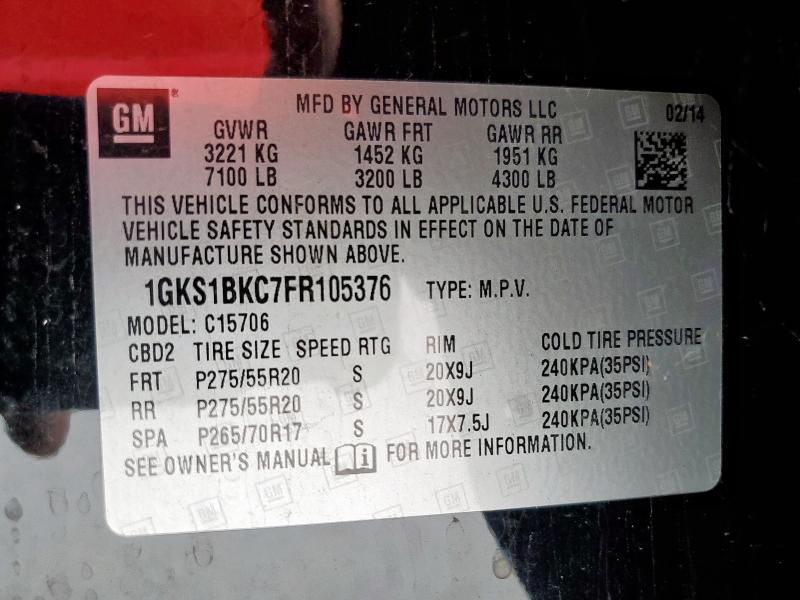 GM ®
MFD BY GENERAL MOTORS LLC 02/14
GVWR GAWR FRT GAWR RR
3221 KG 1452 KG 1951 KG
7100 LB 3200 LB 4300 LB
THIS VEHICLE CONFORMS TO ALL APPLICABLE U.S. FEDERAL MOTOR
VEHICLE SAFETY STANDARDS IN EFFECT ON THE DATE OF
MANUFACTURE SHOWN ABOVE.
1GKS1BKC7FR105376 TYPE: M.P.V.
MODEL: C15706
CBD2 TIRE SIZE SPEED RTG RIM COLD TIRE PRESSURE
FRT P275/55R20 S 20X9J 240KPA(35PSI)
RR P275/55R20 S 20X9J 240KPA(35PSI)
SPA P265/70R17 S 17X7.5J 240KPA(35PSI)
SEE OWNER'S MANUAL FOR MORE INFORMATION.